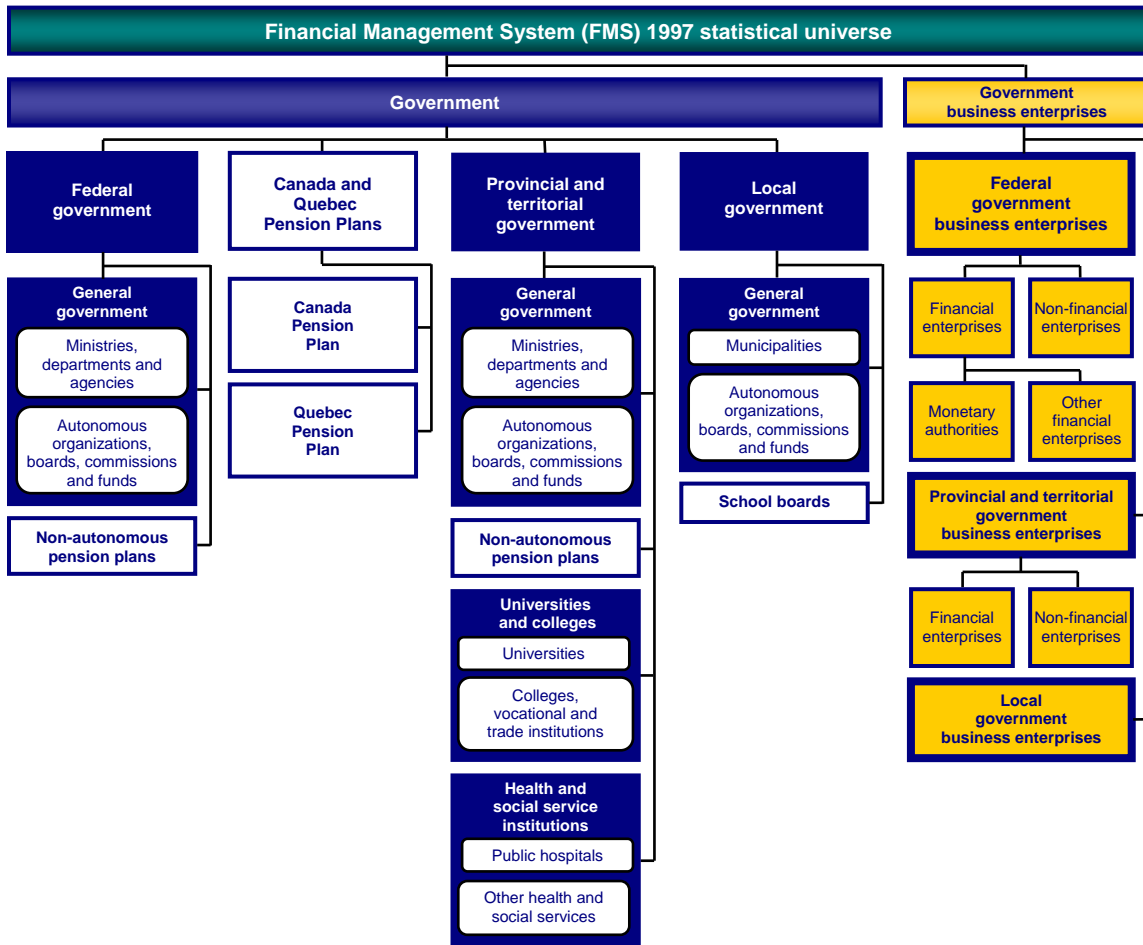 Financial Management System (FMS) 1997 statistical universe
Government
Government
business enterprises
Federal
government
Canada and
Quebec
Pension Plans
Provincial and
territorial
government
Local
government
Federal
government
business enterprises
General
government
Ministries,
departments and
agencies
Autonomous
organizations,
boards, commissions
and funds
Non-autonomous
pension plans
Canada
Pension
Plan
Quebec
Pension
Plan
General
government
Ministries,
departments and
agencies
Autonomous
organizations,
boards, commissions
and funds
Non-autonomous
pension plans
Universities
and colleges
Universities
Colleges,
vocational and
trade institutions
Health and
social service
institutions
Public hospitals
Other health and
social services
General
government
Municipalities
Autonomous
organizations,
boards, commissions
and funds
School boards
Financial
enterprises
Non-financial
enterprises
Monetary
authorities
Other
financial
enterprises
Provincial and territorial
government
business enterprises
Financial
enterprises
Non-financial
enterprises
Local
government
business enterprises